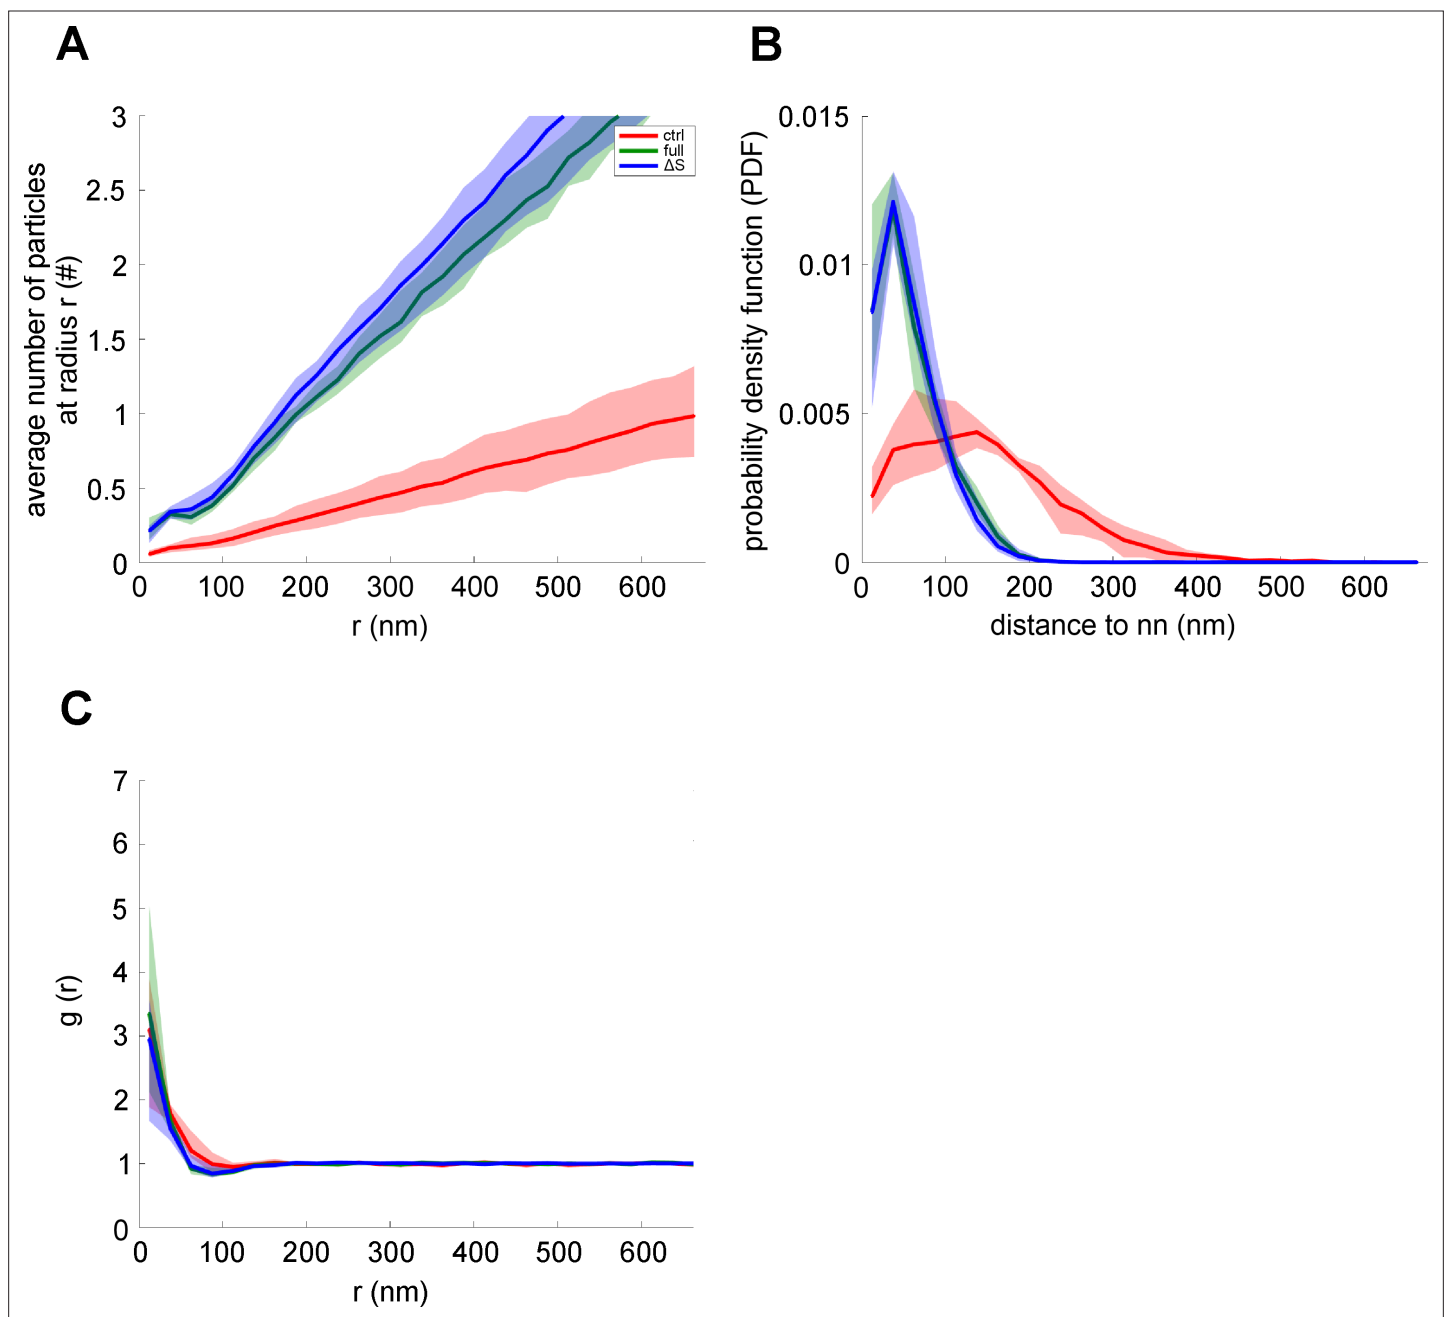 A
average number of particles
at radius r (#)
3
2.5
2
1.5
1
0.5
0
0 100 200 300 400 500 600
r (nm)
ctrl
full
ΔS
B
probability density function (PDF)
0.015
0.01
0.005
0
0 100 200 300 400 500 600
distance to nn (nm)
C
g (r)
7
6
5
4
3
2
1
0
0 100 200 300 400 500 600
r (nm)